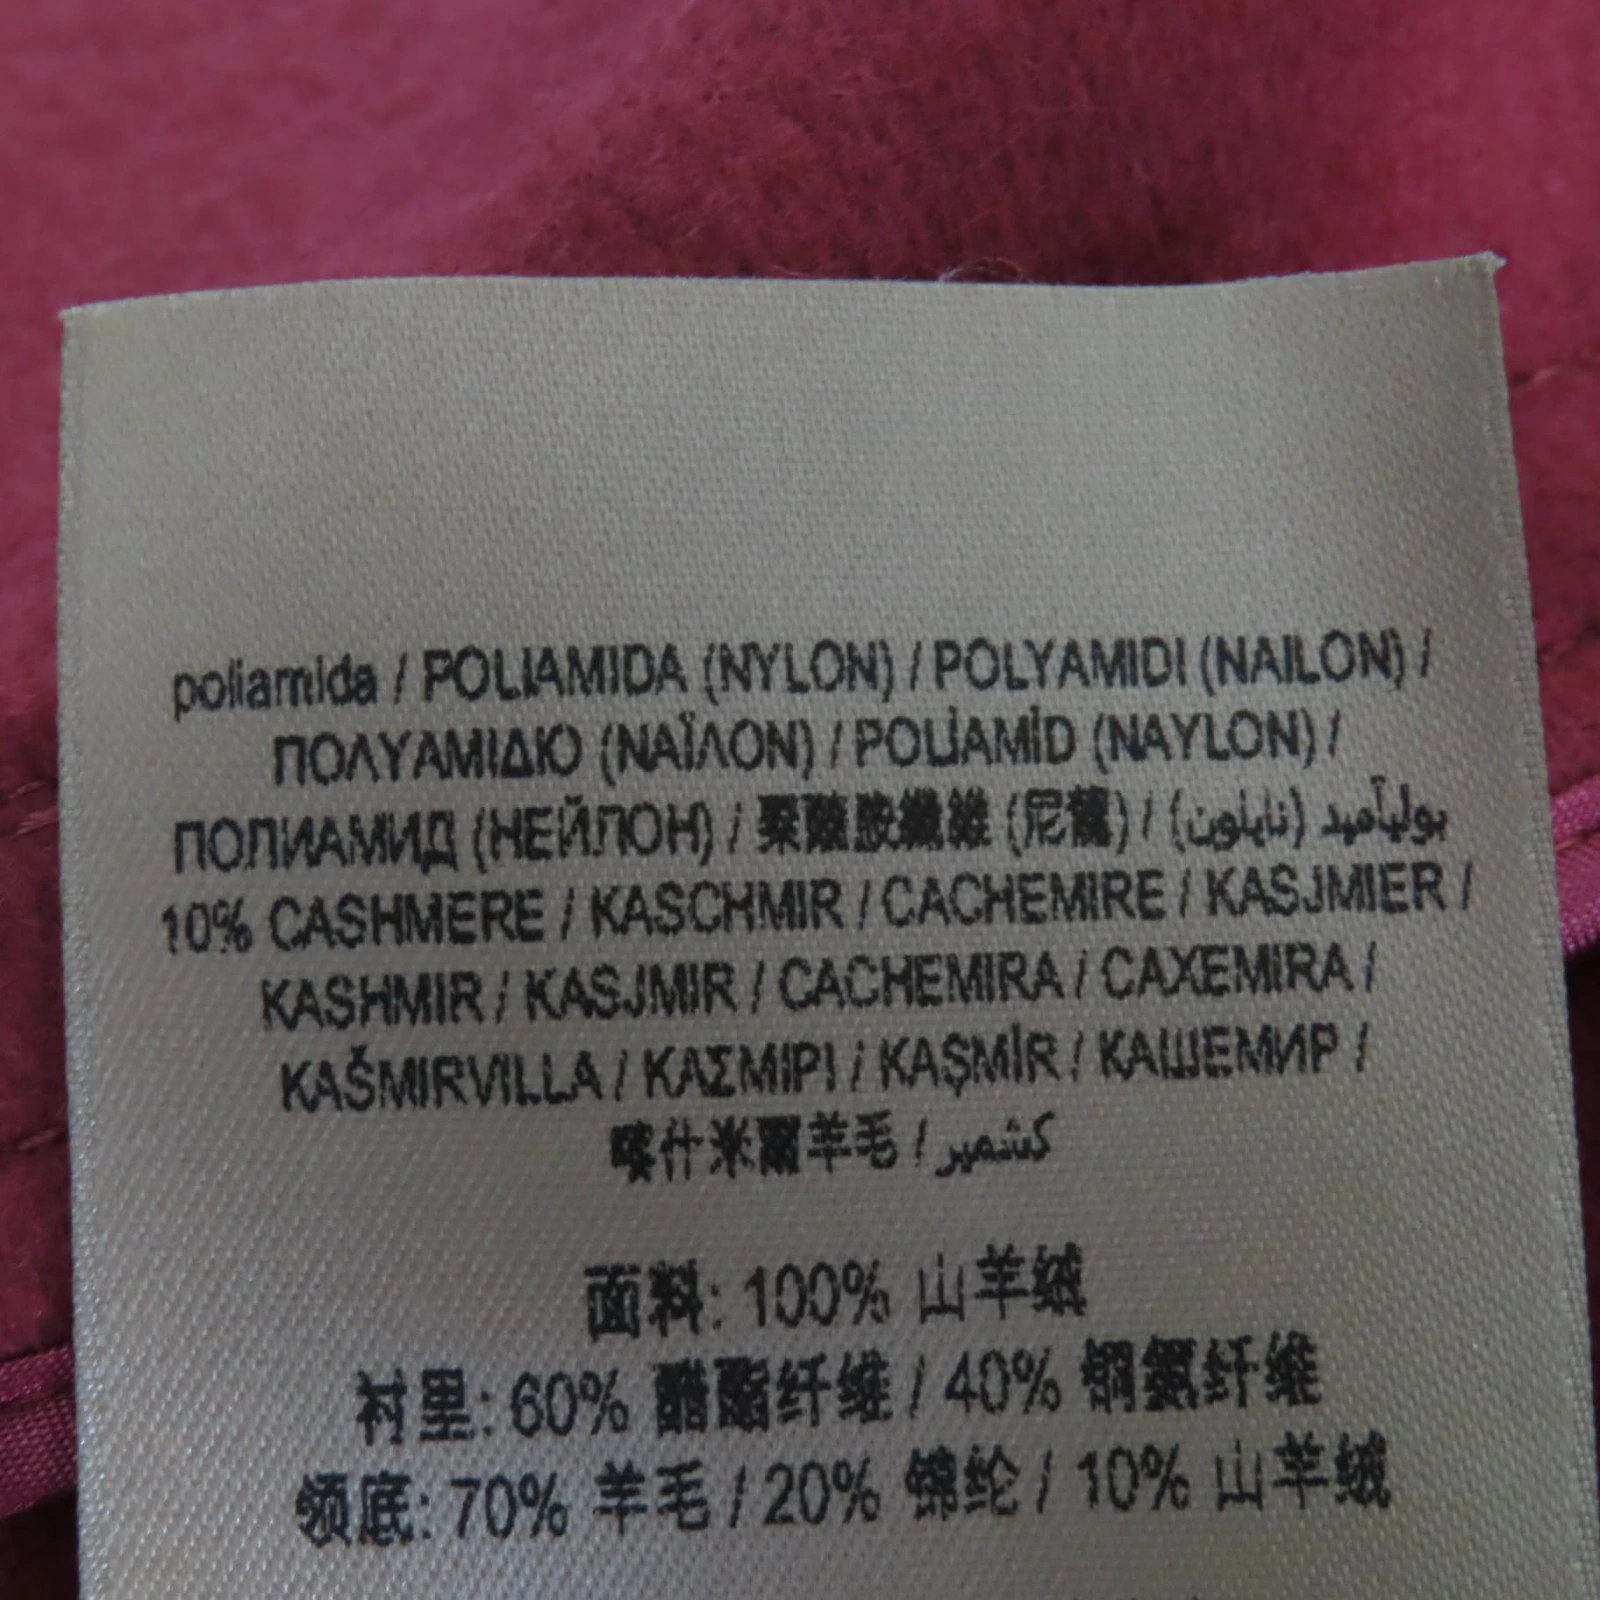 poliamida / POLIAMIDA (NYLON) / POLYAMIDI (NAILON) /
ΠΟΛΥΑΜΙΔΙΟ (ΝΑΪΛΟΝ) / POLİAMİD (NAYLON) /
ПОЛИАМИД (НЕЙЛОН) / 聚醯胺纖維 (尼龍) / بوليآميد (نايلون)
10% CASHMERE / KASCHMIR / CACHEMIRE / KASJMIER /
KASHMIR / KASJMIR / CACHEMIRA / CAXEMIRA /
KAŠMIRVILLA / ΚΑΣΜΙΡΙ / KAŞMİR / КАШЕМИР /
喀什米爾羊毛 / كشمير
面料: 100% 山羊绒
衬里: 60% 醋酯纤维 / 40% 铜氨纤维
领底: 70% 羊毛 / 20% 锦纶 / 10% 山羊绒